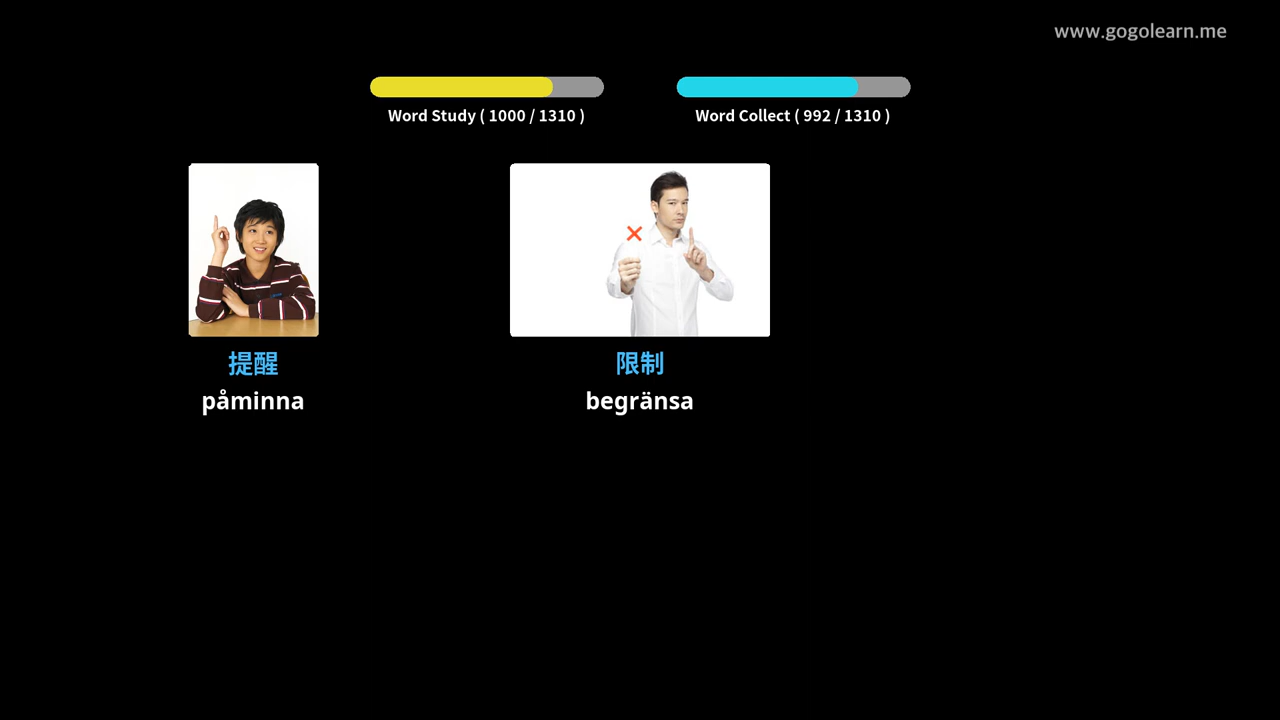 www.gogolearn.me
Word Study ( 1000 / 1310 )
Word Collect ( 992 / 1310 )
提醒
påminna
限制
begränsa